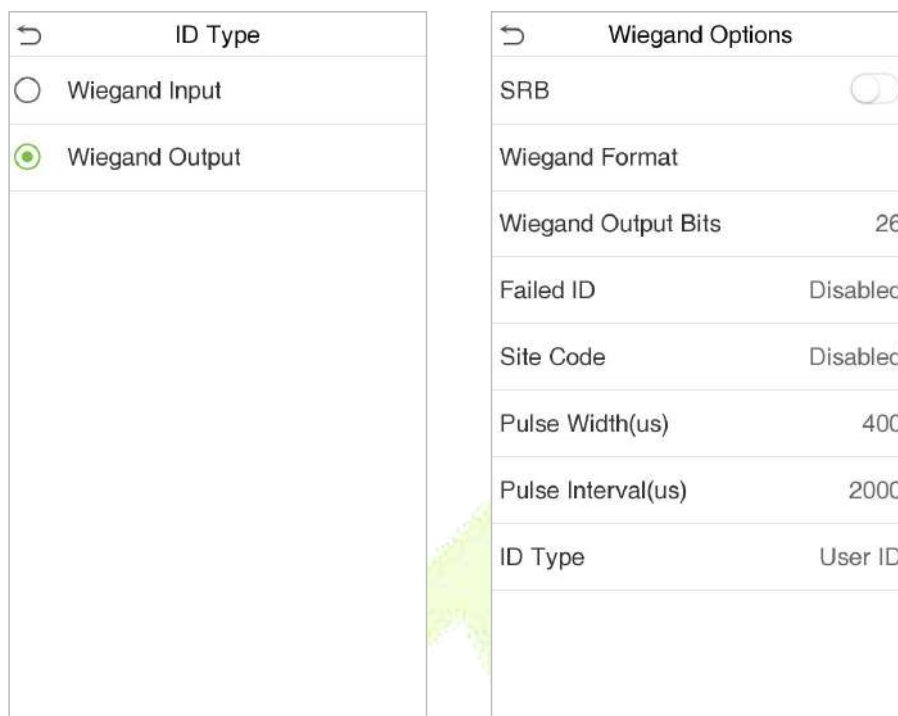 ID Type
Wiegand Input
Wiegand Output
Wiegand Options
SRB
Wiegand Format
Wiegand Output Bits 26
Failed ID Disabled
Site Code Disabled
Pulse Width(us) 400
Pulse Interval(us) 2000
ID Type User ID